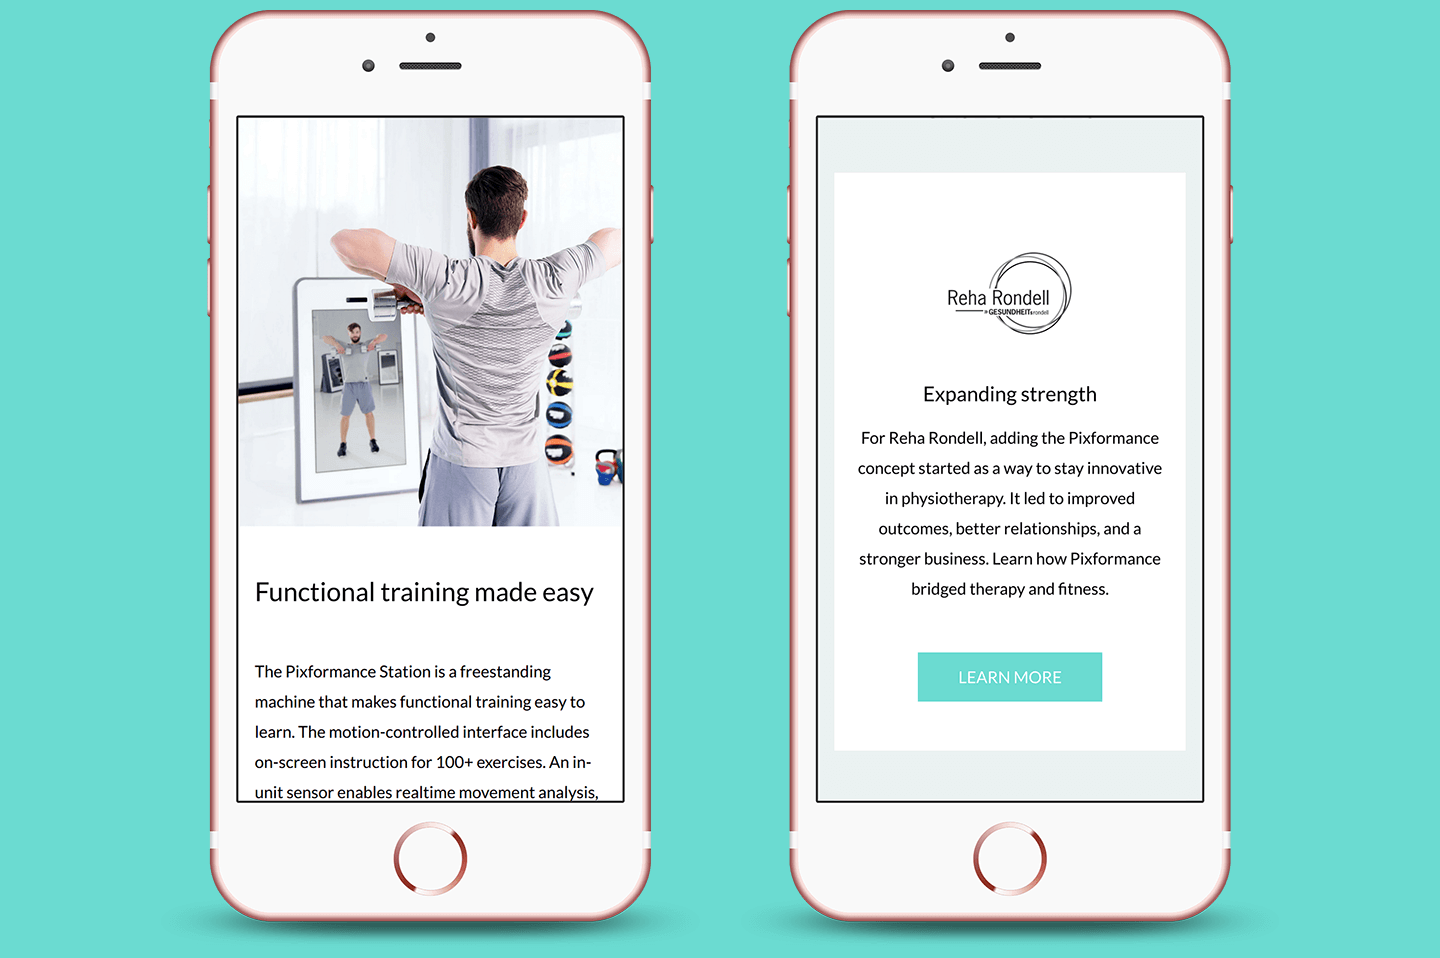 Functional training made easy
The Pixformance Station is a freestanding
machine that makes functional training easy to
learn. The motion-controlled interface includes
on-screen instruction for 100+ exercises. An in-
unit sensor enables realtime movement analysis,
Reha Rondell
GESUNDHEITsrondell
Expanding strength
For Reha Rondell, adding the Pixformance
concept started as a way to stay innovative
in physiotherapy. It led to improved
outcomes, better relationships, and a
stronger business. Learn how Pixformance
bridged therapy and fitness.
LEARN MORE